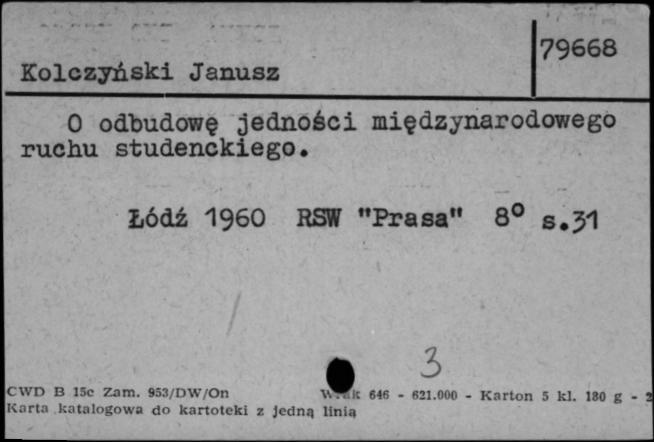 79668
Kolczyński Janusz
O odbudowę jedności międzynarodowego
ruchu studenckiego.
Łódź 1960 RSW "Prasa" 8° s.31
3
CWD B 15c Zam. 953/DW/On 646 - 621.000 - Karton 5 kl. 180 g - 2
Karta katalogowa do kartoteki z jedną linią